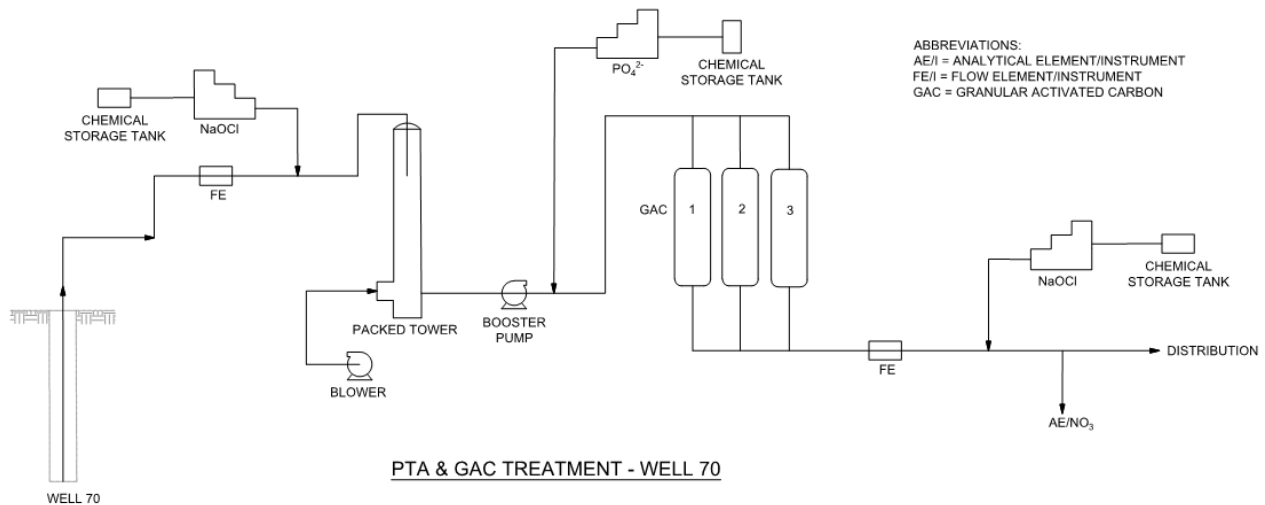 ABBREVIATIONS:
AE/I = ANALYTICAL ELEMENT/INSTRUMENT
FE/I = FLOW ELEMENT/INSTRUMENT
GAC = GRANULAR ACTIVATED CARBON
PO₄²⁻
CHEMICAL
STORAGE TANK
CHEMICAL
STORAGE TANK
NaOCl
FE
GAC
1
2
3
NaOCl
CHEMICAL
STORAGE TANK
PACKED TOWER
BOOSTER
PUMP
BLOWER
FE
DISTRIBUTION
AE/NO₃
PTA & GAC TREATMENT - WELL 70
WELL 70